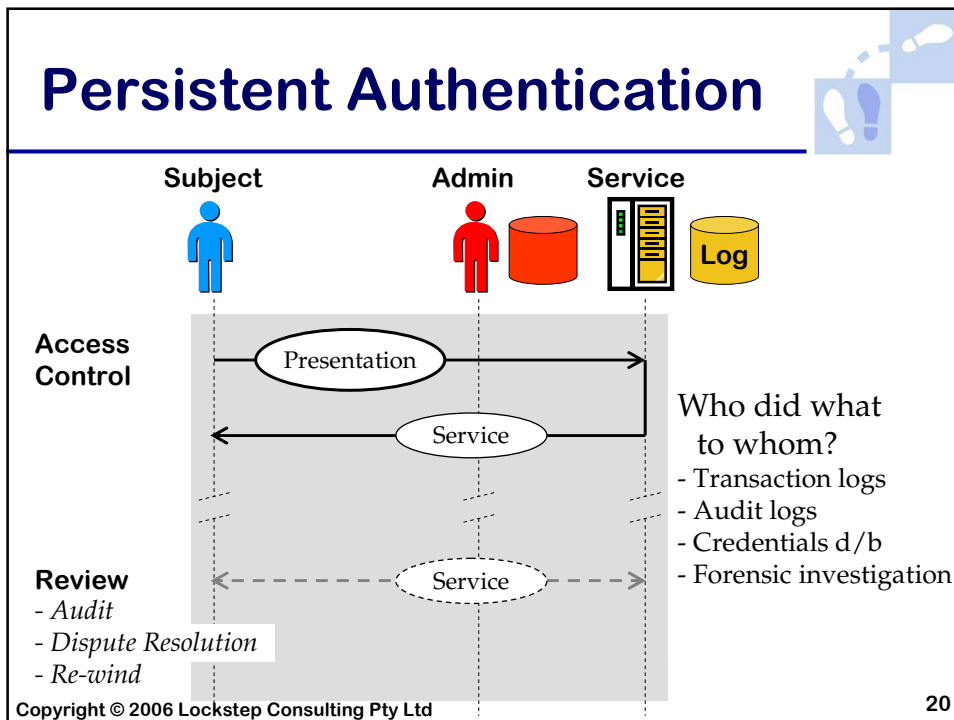 Persistent Authentication
Subject
Admin
Service
Log
Access
Control
Presentation
Service
Who did what
to whom?
- Transaction logs
- Audit logs
- Credentials d/b
- Forensic investigation
Review
- Audit
- Dispute Resolution
- Re-wind
Service
Copyright © 2006 Lockstep Consulting Pty Ltd
20